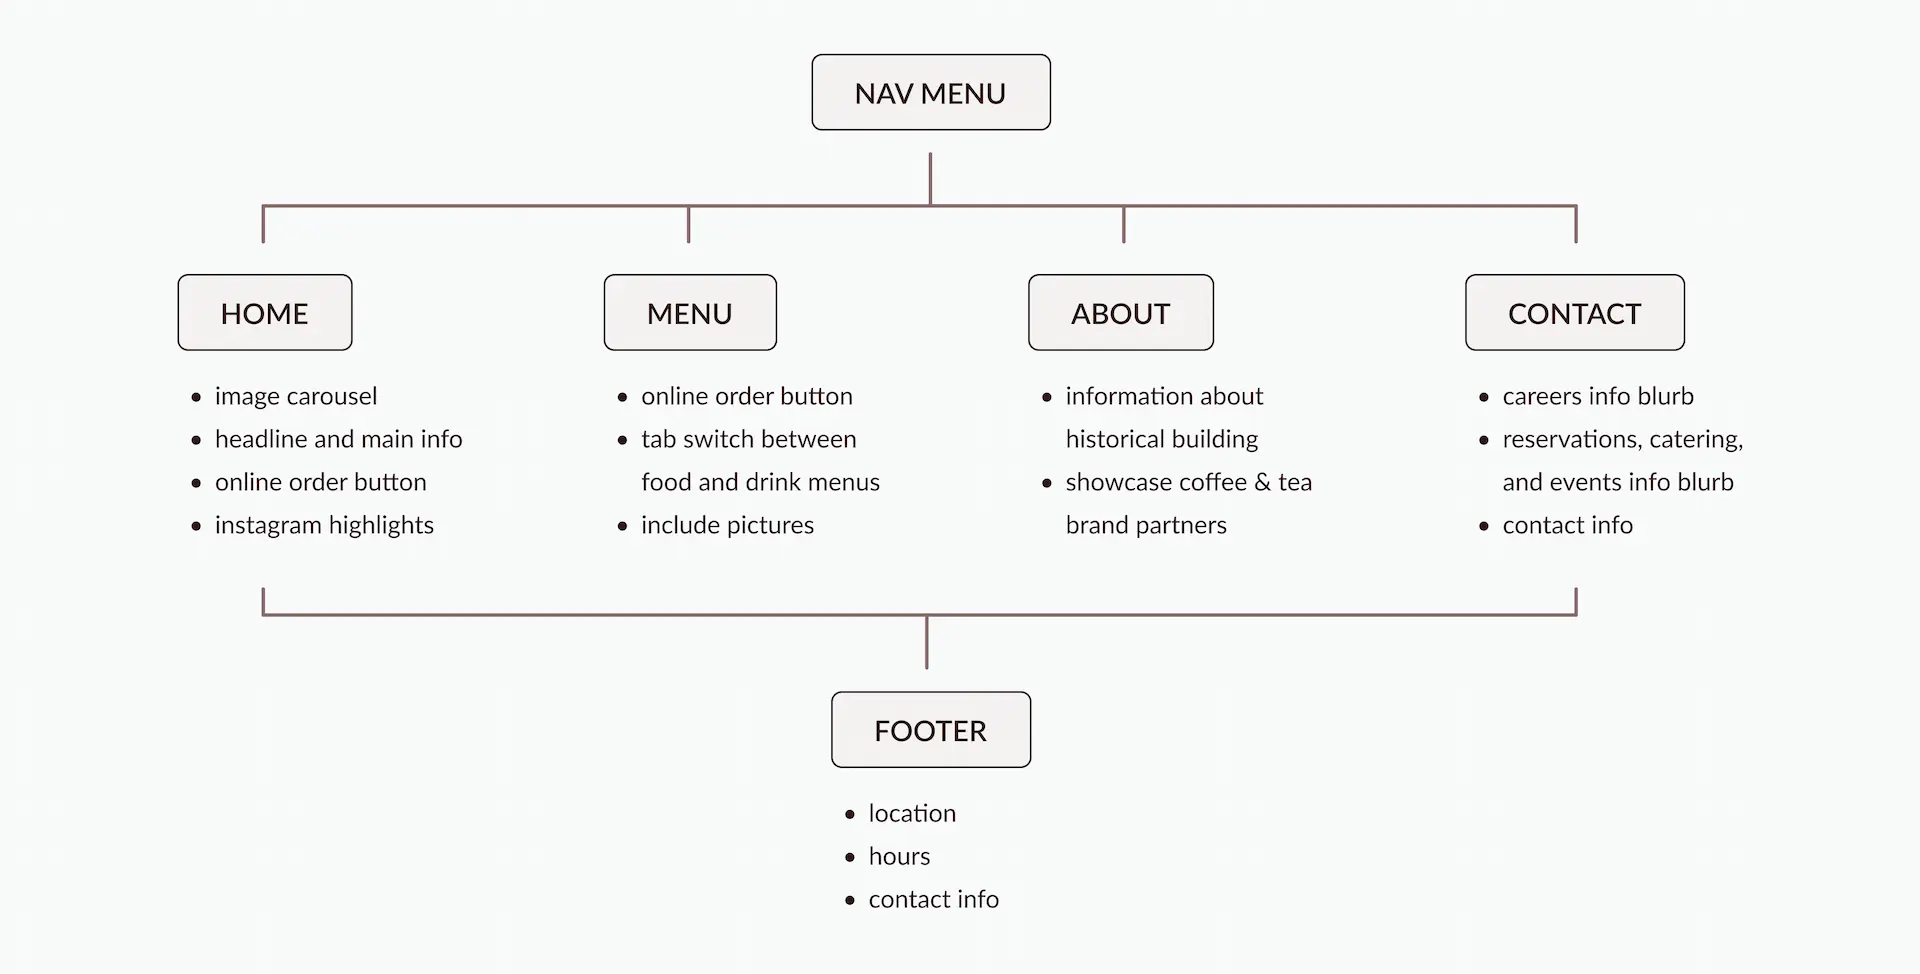 NAV MENU
HOME
• image carousel
• headline and main info
• online order button
• instagram highlights
MENU
• online order button
• tab switch between
food and drink menus
• include pictures
ABOUT
• information about
historical building
• showcase coffee & tea
brand partners
CONTACT
• careers info blurb
• reservations, catering,
and events info blurb
• contact info
FOOTER
• location
• hours
• contact info